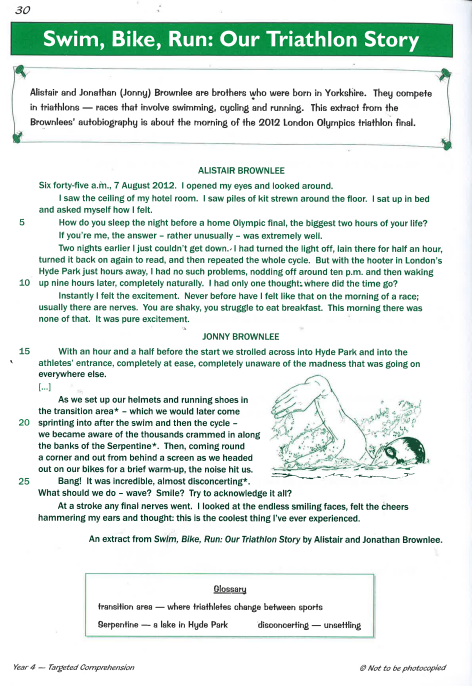 30
Swim, Bike, Run: Our Triathlon Story
Alistair and Jonathan (Jonny) Brownlee are brothers who were born in Yorkshire. They compete
in triathlons — races that involve swimming, cycling and running. This extract from the
Brownlees' autobiography is about the morning of the 2012 London Olympics triathlon final.
ALISTAIR BROWNLEE
Six forty-five a.m., 7 August 2012. I opened my eyes and looked around.
I saw the ceiling of my hotel room. I saw piles of kit strewn around the floor. I sat up in bed
and asked myself how I felt.
5 How do you sleep the night before a home Olympic final, the biggest two hours of your life?
If you're me, the answer – rather unusually – was extremely well.
Two nights earlier I just couldn't get down. I had turned the light off, lain there for half an hour,
turned it back on again to read, and then repeated the whole cycle. But with the hooter in London's
Hyde Park just hours away, I had no such problems, nodding off around ten p.m. and then waking
10 up nine hours later, completely naturally. I had only one thought: where did the time go?
Instantly I felt the excitement. Never before have I felt like that on the morning of a race;
usually there are nerves. You are shaky, you struggle to eat breakfast. This morning there was
none of that. It was pure excitement.
JONNY BROWNLEE
15 With an hour and a half before the start we strolled across into Hyde Park and into the
athletes' entrance, completely at ease, completely unaware of the madness that was going on
everywhere else.
[...]
As we set up our helmets and running shoes in
the transition area* – which we would later come
20 sprinting into after the swim and then the cycle –
we became aware of the thousands crammed in along
the banks of the Serpentine*. Then, coming round
a corner and out from behind a screen as we headed
out on our bikes for a brief warm-up, the noise hit us.
25 Bang! It was incredible, almost disconcerting*.
What should we do – wave? Smile? Try to acknowledge it all?
At a stroke any final nerves went. I looked at the endless smiling faces, felt the cheers
hammering my ears and thought: this is the coolest thing I've ever experienced.
An extract from Swim, Bike, Run: Our Triathlon Story by Alistair and Jonathan Brownlee.
Glossary
transition area — where triathletes change between sports
Serpentine — a lake in Hyde Park disconcerting — unsettling
Year 4 — Targeted Comprehension © Not to be photocopied